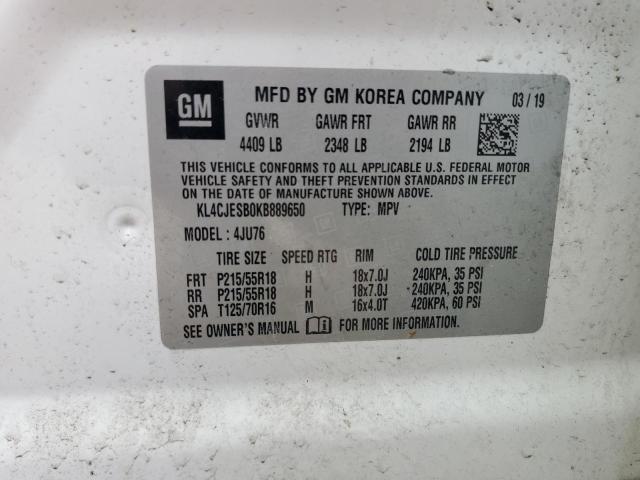 GM MFD BY GM KOREA COMPANY 03 / 19
GVWR GAWR FRT GAWR RR
4409 LB 2348 LB 2194 LB
THIS VEHICLE CONFORMS TO ALL APPLICABLE U.S. FEDERAL MOTOR
VEHICLE SAFETY AND THEFT PREVENTION STANDARDS IN EFFECT
ON THE DATE OF MANUFACTURE SHOWN ABOVE.
KL4CJESB0KB889650 TYPE: MPV
MODEL: 4JU76
TIRE SIZE SPEED RTG RIM COLD TIRE PRESSURE
FRT P215/55R18 H 18x7.0J 240KPA, 35 PSI
RR P215/55R18 H 18x7.0J 240KPA, 35 PSI
SPA T125/70R16 M 16x4.0T 420KPA, 60 PSI
SEE OWNER'S MANUAL FOR MORE INFORMATION.